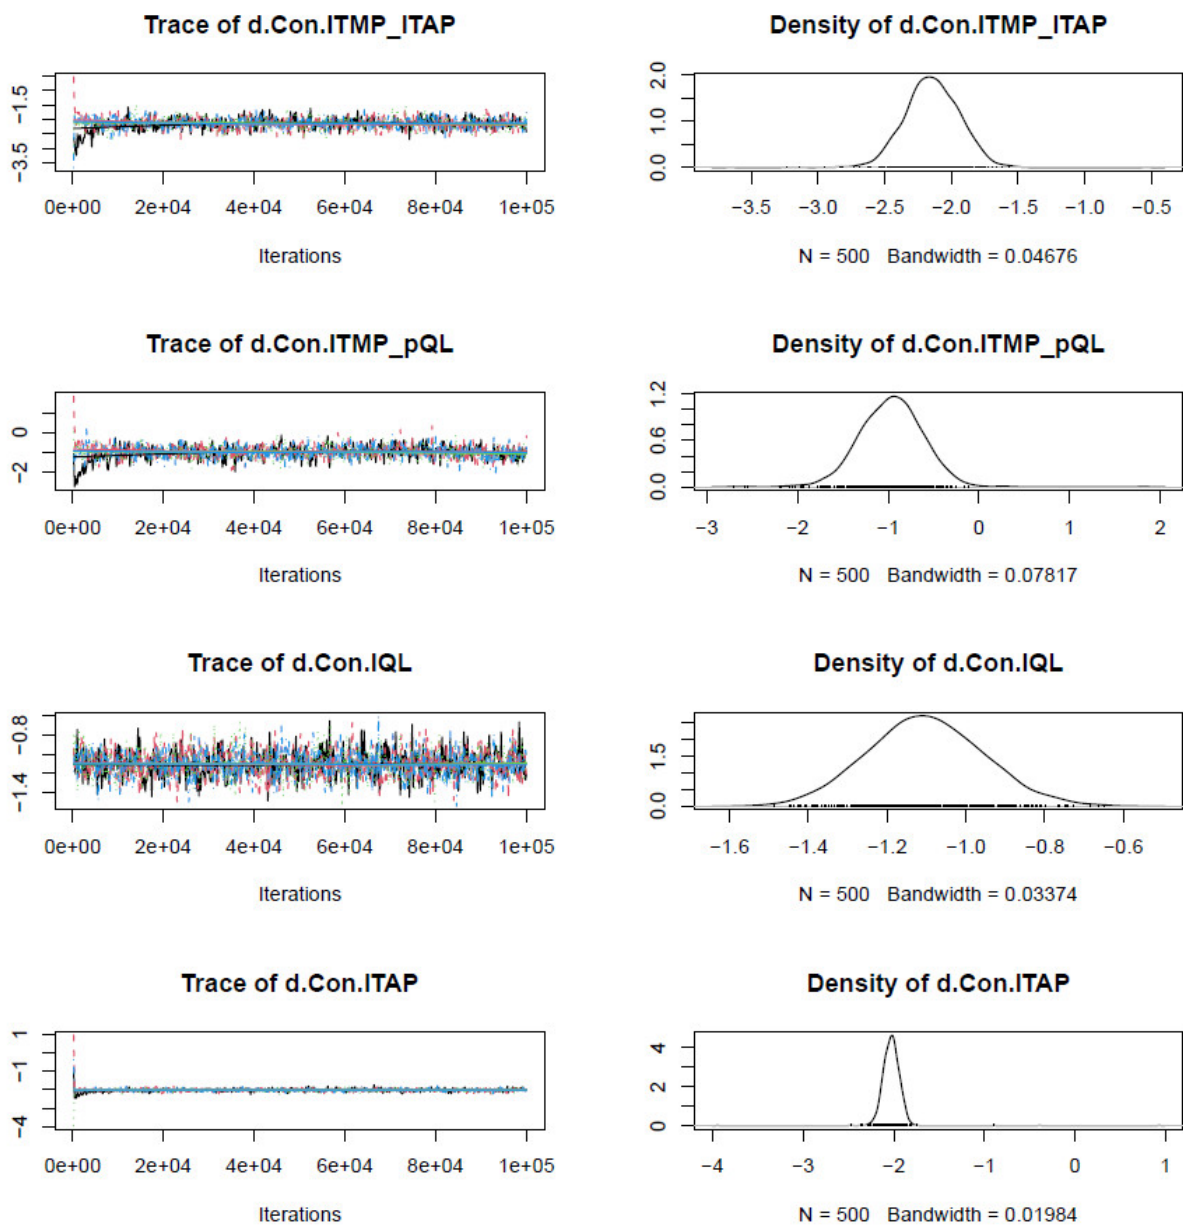 Trace of d.Con.ITMP_ITAP
−1.5
−3.5
0e+00 2e+04 4e+04 6e+04 8e+04 1e+05
Iterations
Density of d.Con.ITMP_ITAP
2.0
1.0
0.0
−3.5 −3.0 −2.5 −2.0 −1.5 −1.0 −0.5
N = 500 Bandwidth = 0.04676
Trace of d.Con.ITMP_pQL
0
−2
0e+00 2e+04 4e+04 6e+04 8e+04 1e+05
Iterations
Density of d.Con.ITMP_pQL
1.2
0.6
0.0
−3 −2 −1 0 1 2
N = 500 Bandwidth = 0.07817
Trace of d.Con.IQL
−0.8
−1.4
0e+00 2e+04 4e+04 6e+04 8e+04 1e+05
Iterations
Density of d.Con.IQL
1.5
0.0
−1.6 −1.4 −1.2 −1.0 −0.8 −0.6
N = 500 Bandwidth = 0.03374
Trace of d.Con.ITAP
1
−1
−4
0e+00 2e+04 4e+04 6e+04 8e+04 1e+05
Iterations
Density of d.Con.ITAP
4
2
0
−4 −3 −2 −1 0 1
N = 500 Bandwidth = 0.01984